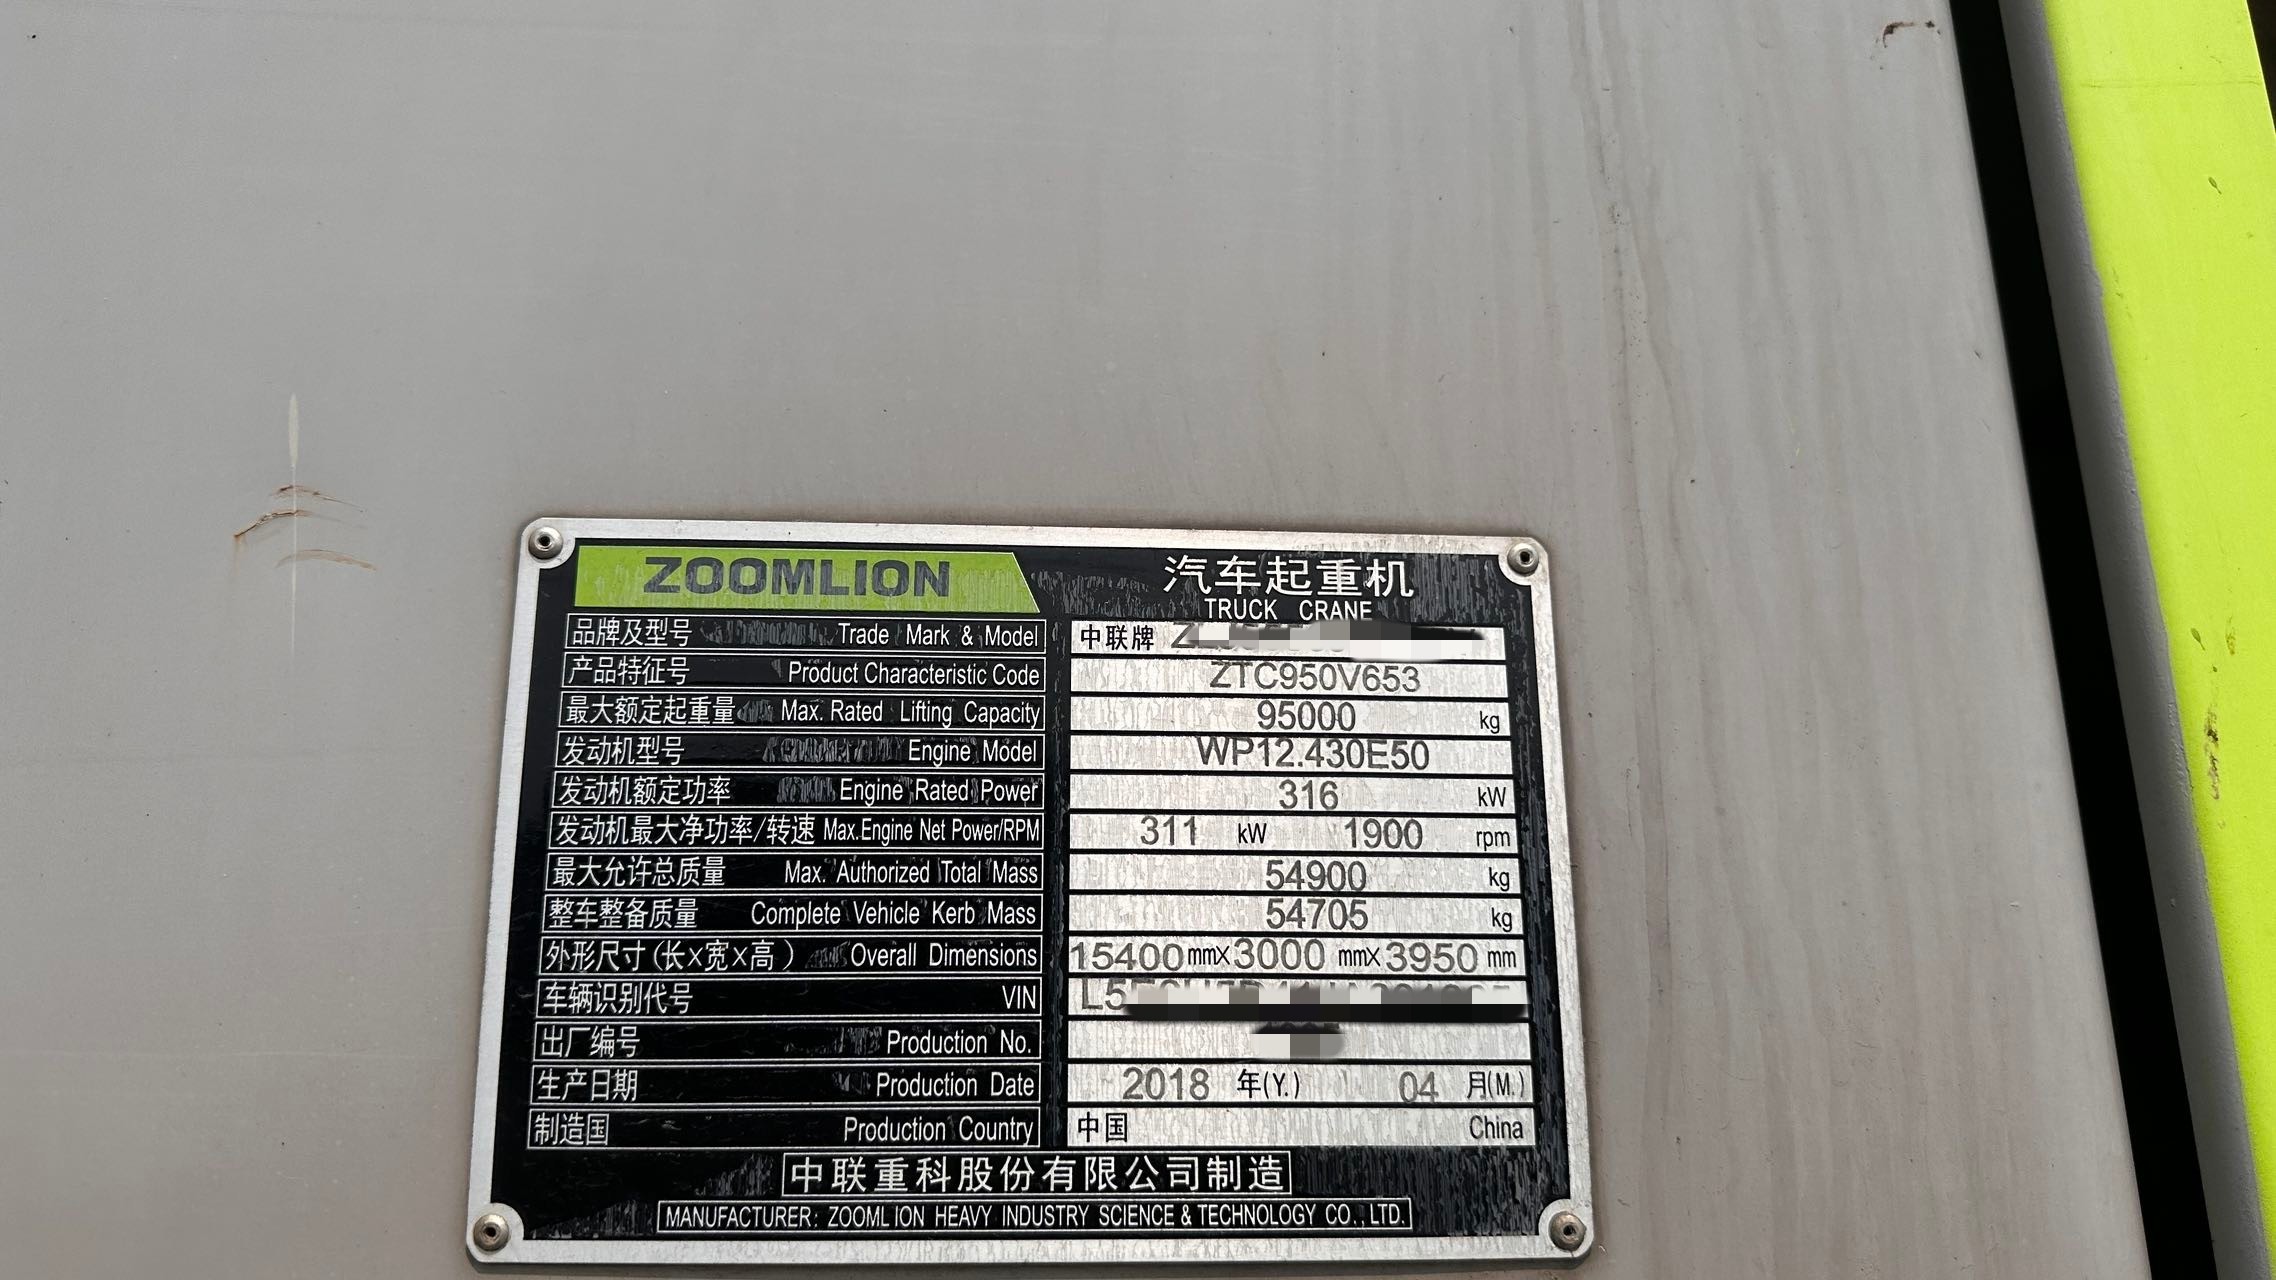 ZOOMLION 汽车起重机
TRUCK CRANE
品牌及型号 Trade Mark & Model 中联牌
产品特征号 Product Characteristic Code ZTC950V653
最大额定起重量 Max. Rated Lifting Capacity 95000 kg
发动机型号 Engine Model WP12.430E50
发动机额定功率 Engine Rated Power 316 kW
发动机最大净功率/转速 Max.Engine Net Power/RPM 311 kW 1900 rpm
最大允许总质量 Max. Authorized Total Mass 54900 kg
整车整备质量 Complete Vehicle Kerb Mass 54705 kg
外形尺寸(长×宽×高) Overall Dimensions 15400mm×3000 mm×3950 mm
车辆识别代号 VIN
出厂编号 Production No.
生产日期 Production Date 2018 年(Y.) 04 月(M.)
制造国 Production Country 中国 China
中联重科股份有限公司制造
MANUFACTURER: ZOOMLION HEAVY INDUSTRY SCIENCE & TECHNOLOGY CO., LTD.